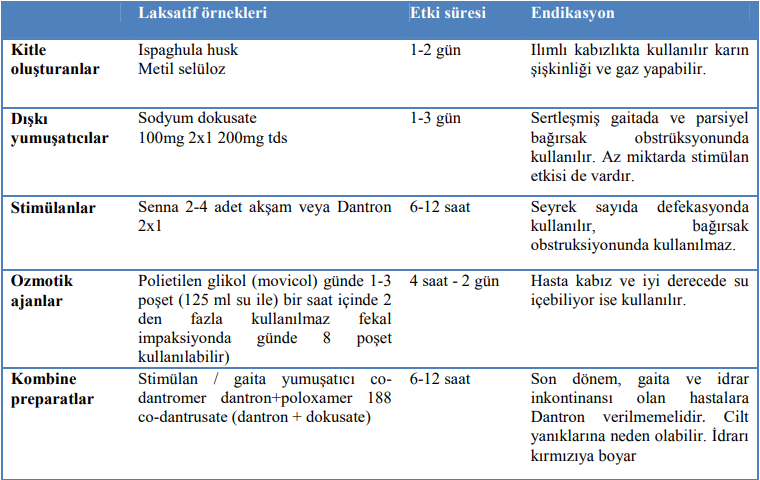 Laksatif örnekleri Etki süresi Endikasyon
Kitle oluşturanlar
Ispaghula husk
Metil selüloz
1-2 gün
Ilımlı kabızlıkta kullanılır karın
şişkinliği ve gaz yapabilir.
Dışkı
yumuşatıcılar
Sodyum dokusate
100mg 2x1 200mg tds
1-3 gün
Sertleşmiş gaitada ve parsiyel
bağırsak obstrüksyonunda
kullanılır. Az miktarda stimülan
etkisi de vardır.
Stimülanlar
Senna 2-4 adet akşam veya Dantron
2x1
6-12 saat
Seyrek sayıda defekasyonda
kullanılır, bağırsak
obstruksiyonunda kullanılmaz.
Ozmotik
ajanlar
Polietilen glikol (movicol) günde 1-3
poşet (125 ml su ile) bir saat içinde 2
den fazla kullanılmaz fekal
impaksiyonda günde 8 poşet
kullanılabilir)
4 saat - 2 gün
Hasta kabız ve iyi derecede su
içebiliyor ise kullanılır.
Kombine
preparatlar
Stimülan / gaita yumuşatici co-
dantromer dantron+poloxamer 188
co-dantrusate (dantron + dokusate)
6-12 saat
Son dönem, gaita ve idrar
inkontinansı olan hastalara
Dantron verilmemelidir. Cilt
yanıklarına neden olabilir. İdrarı
kırmızıya boyar